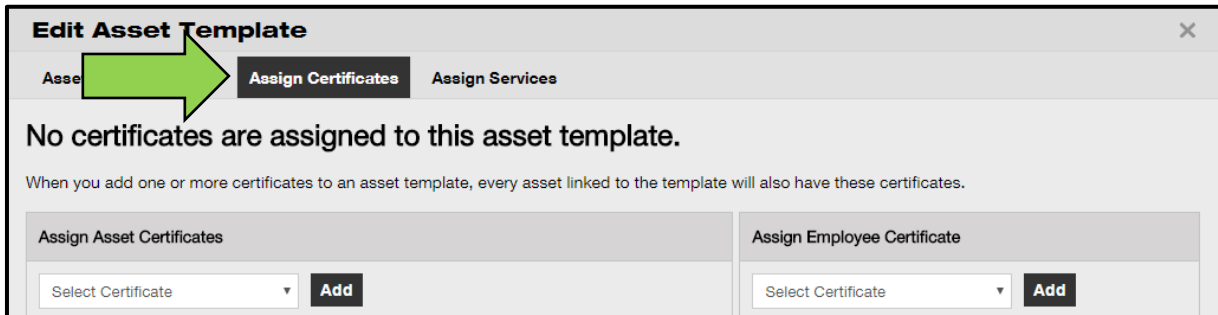 Edit Asset Template
Assign Certificates Assign Services
No certificates are assigned to this asset template.
When you add one or more certificates to an asset template, every asset linked to the template will also have these certificates.
Assign Asset Certificates
Assign Employee Certificate
Select Certificate Add
Select Certificate Add